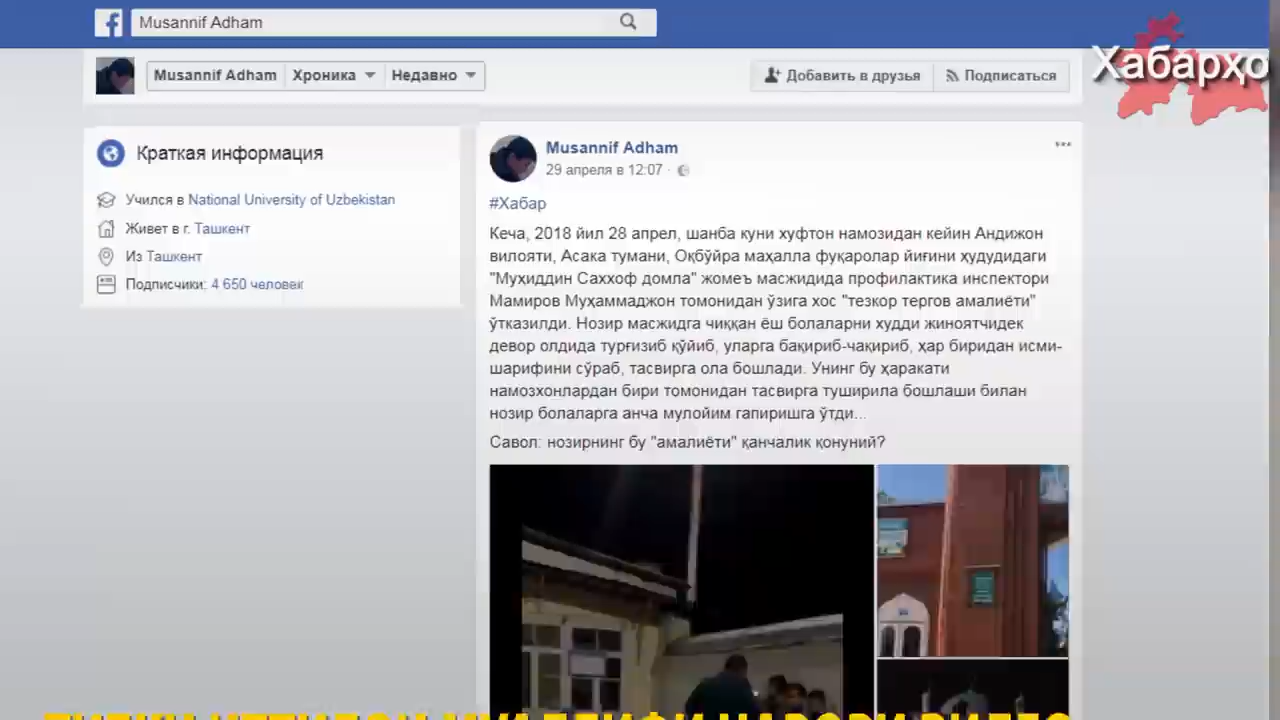 Musannif Adham
Хабарҳо
Musannif Adham Хроника Недавно Добавить в друзья Подписаться
Краткая информация
Учился в National University of Uzbekistan
Живет в г. Ташкент
Из Ташкент
Подписчики: 4 650 человек
Musannif Adham
29 апреля в 12:07 ·
#Хабар
Кеча, 2018 йил 28 апрел, шанба куни хуфтон намозидан кейин Андижон
вилояти, Асака тумани, Оқбўйра маҳалла фуқаролар йиғини ҳудудидаги
"Муҳиддин Саххоф домла" жомеъ масжидида профилактика инспектори
Мамиров Муҳаммаджон томонидан ўзига хос "тезкор тергов амалиёти"
ўтказилди. Нозир масжидга чиққан ёш болаларни худди жиноятчидек
девор олдида турғизиб қўйиб, уларга бақириб-чақириб, ҳар биридан исми-
шарифини сўраб, тасвирга ола бошлади. Унинг бу ҳаракати
намозхонлардан бири томонидан тасвирга туширила бошлаши билан
нозир болаларга анча мулойим гапиришга ўтди...
Савол: нозирнинг бу "амалиёти" қанчалик қонуний?